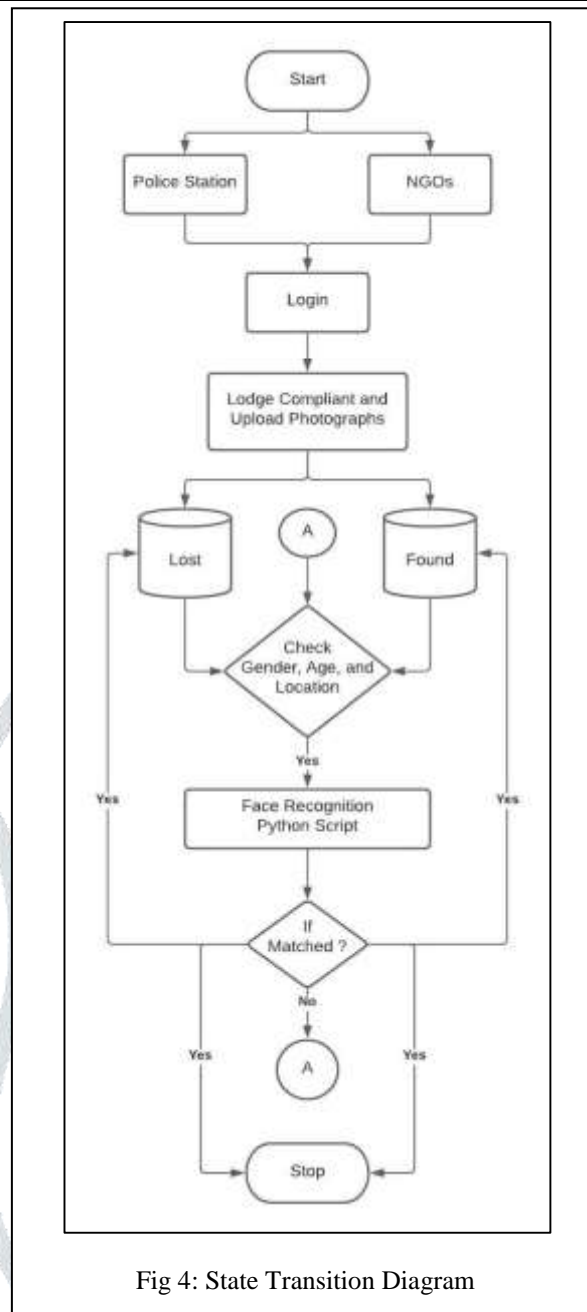 Start
Police Station
NGOs
Login
Lodge Compliant and
Upload Photographs
Lost
A
Found
Check
Gender, Age, and
Location
Yes
Yes
Yes
Face Recognition
Python Script
If
Matched ?
No
Yes
A
Yes
Stop
Fig 4: State Transition Diagram